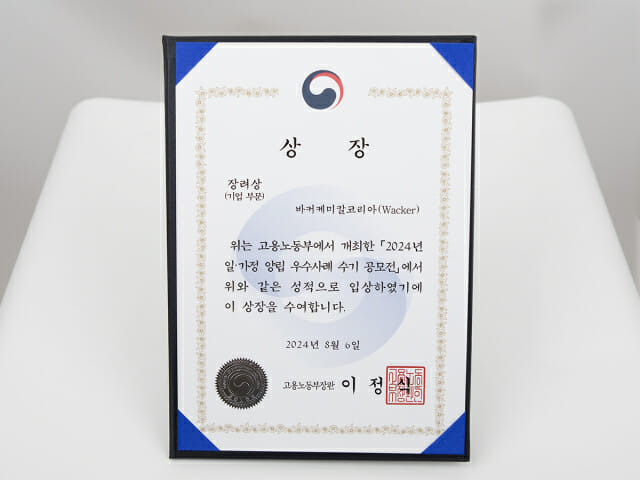 상 장
장려상
(기업 부문)
바커케미칼코리아(Wacker)
위는 고용노동부에서 개최한 「2024년
일·가정 양립 우수사례 수기 공모전」에서
위와 같은 성적으로 입상하였기에
이 상장을 수여합니다.
2024년 8월 6일
고용노동부장관 이 정 식